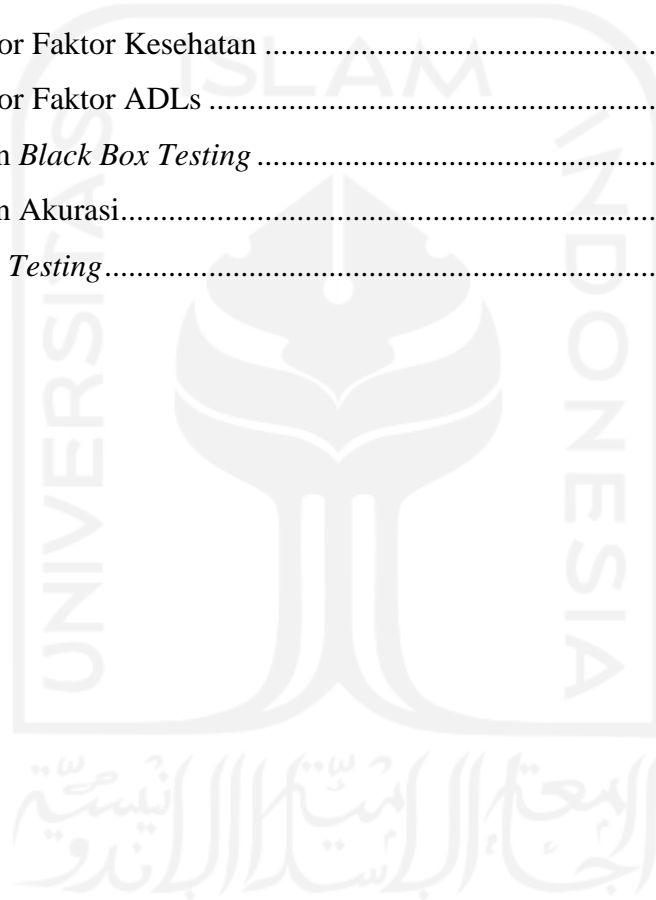 or Faktor Kesehatan ......................................................
or Faktor ADLs ..............................................................
n Black Box Testing .......................................................
n Akurasi.........................................................................
Testing............................................................................
ISLAM
UNIVERSITAS
INDONESIA